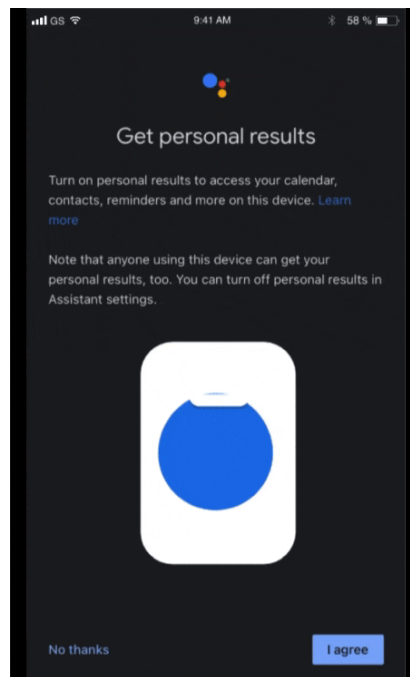 GS 9:41 AM 58 %
Get personal results
Turn on personal results to access your calendar,
contacts, reminders and more on this device. Learn
more
Note that anyone using this device can get your
personal results, too. You can turn off personal results in
Assistant settings.
No thanks I agree